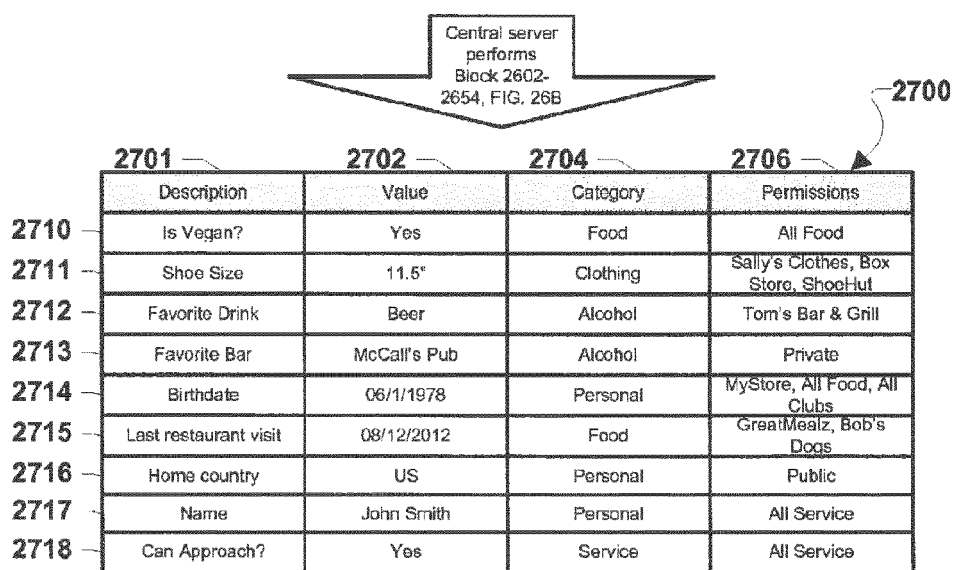 Central server
performs
Block 2602-
2654, FIG. 26B
2700
2701 2702 2704 2706
Description Value Category Permissions
2710 Is Vegan? Yes Food All Food
2711 Shoe Size 11.5" Clothing Sally's Clothes, Box
Store, ShoeHut
2712 Favorite Drink Beer Alcohol Tom's Bar & Grill
2713 Favorite Bar McCall's Pub Alcohol Private
2714 Birthdate 06/1/1978 Personal MyStore, All Food, All
Clubs
2715 Last restaurant visit 08/12/2012 Food GreatMealz, Bob's
Dogs
2716 Home country US Personal Public
2717 Name John Smith Personal All Service
2718 Can Approach? Yes Service All Service